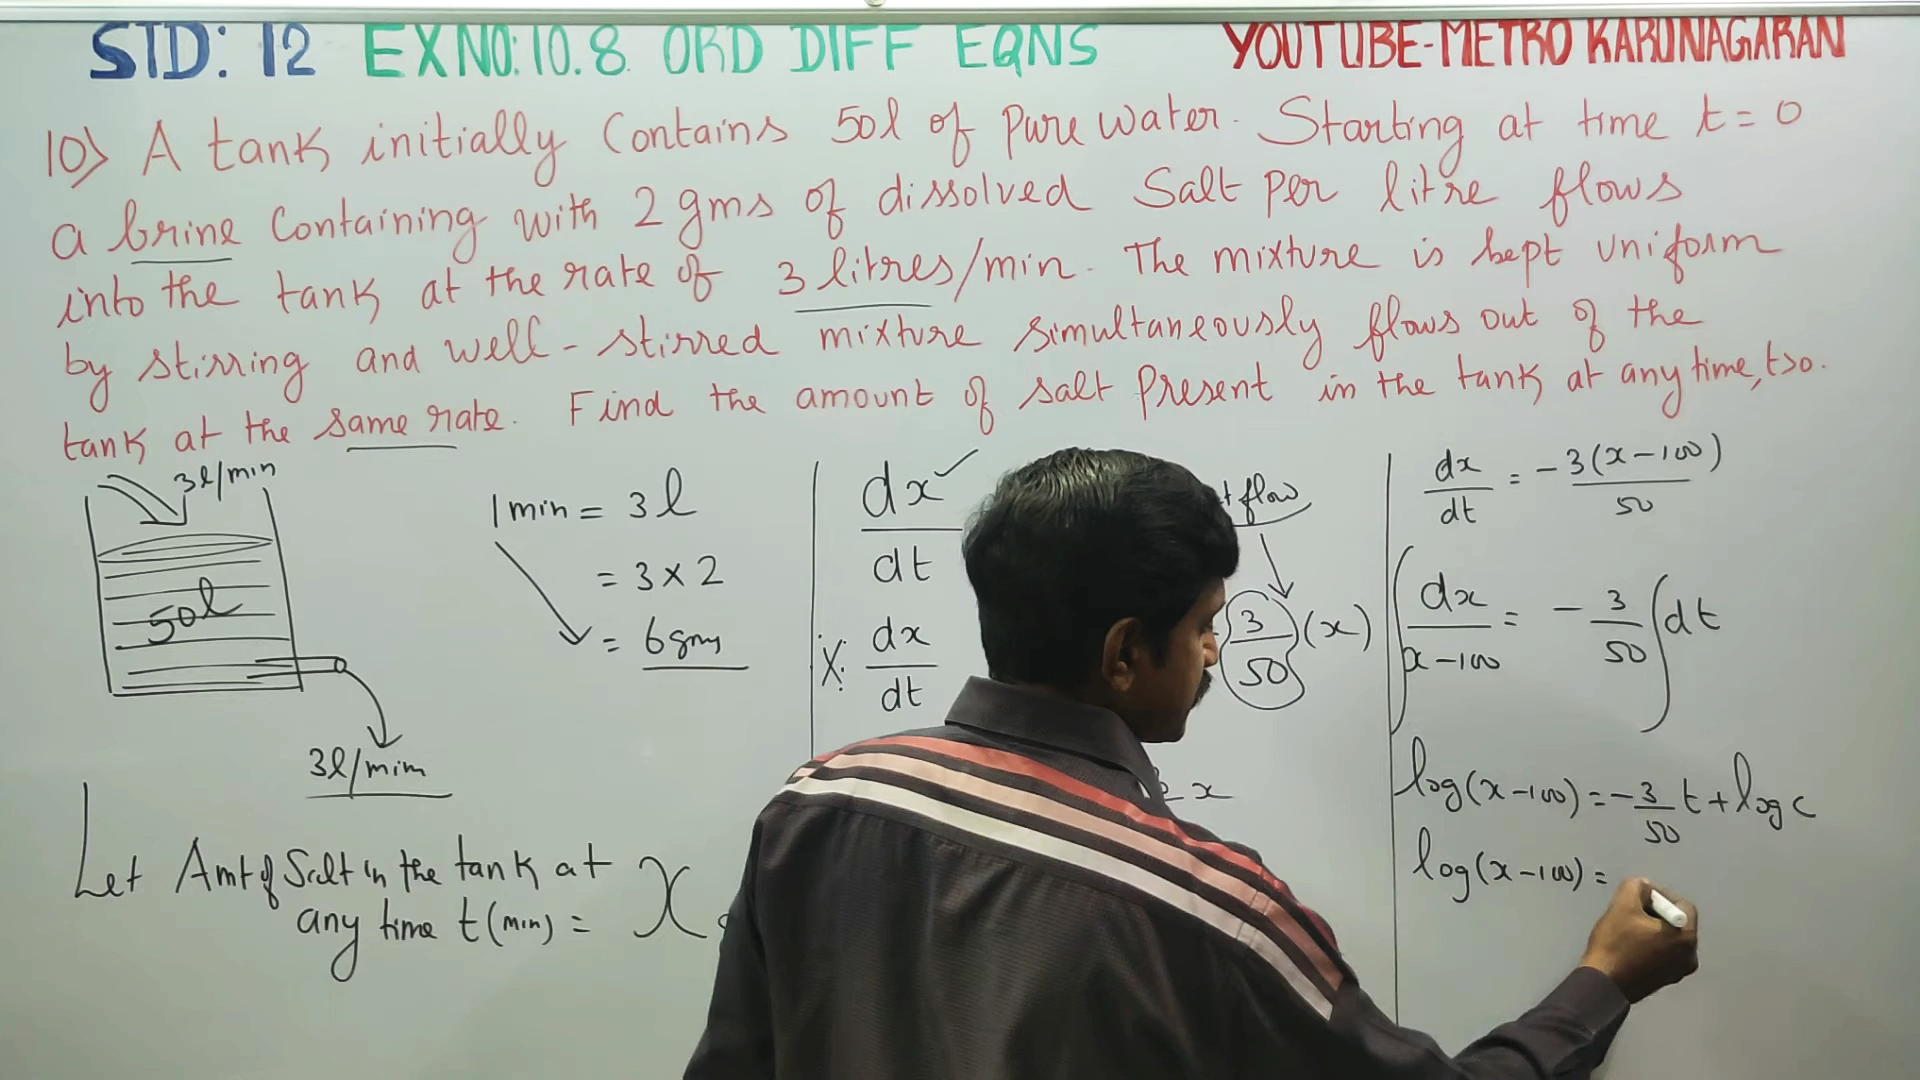 STD: 12 EX NO: 10.8. ORD DIFF EQNS YOUTUBE-METRO KARUNAGARAN
10) A tank initially Contains 50l of pure water. Starting at time t = 0
a brine Containing with 2 gms of dissolved Salt per litre flows
into the tank at the rate of 3 litres/min. The mixture is kept uniform
by stirring and well-stirred mixture simultaneously flows out of the
tank at the same rate. Find the amount of salt present in the tank at any time, t>0.
3l/min
50l
3l/min
Let Amt of Salt in the tank at
any time t (min) = x
1 min = 3l
= 3 × 2
= 6gms
dx/dt
dx/dt
flow
3/50 (x)
x
dx/dt = -3(x-100)/50
∫ dx/x-100 = - 3/50 ∫ dt
log(x-100) = -3/50 t + log c
log(x-100) =